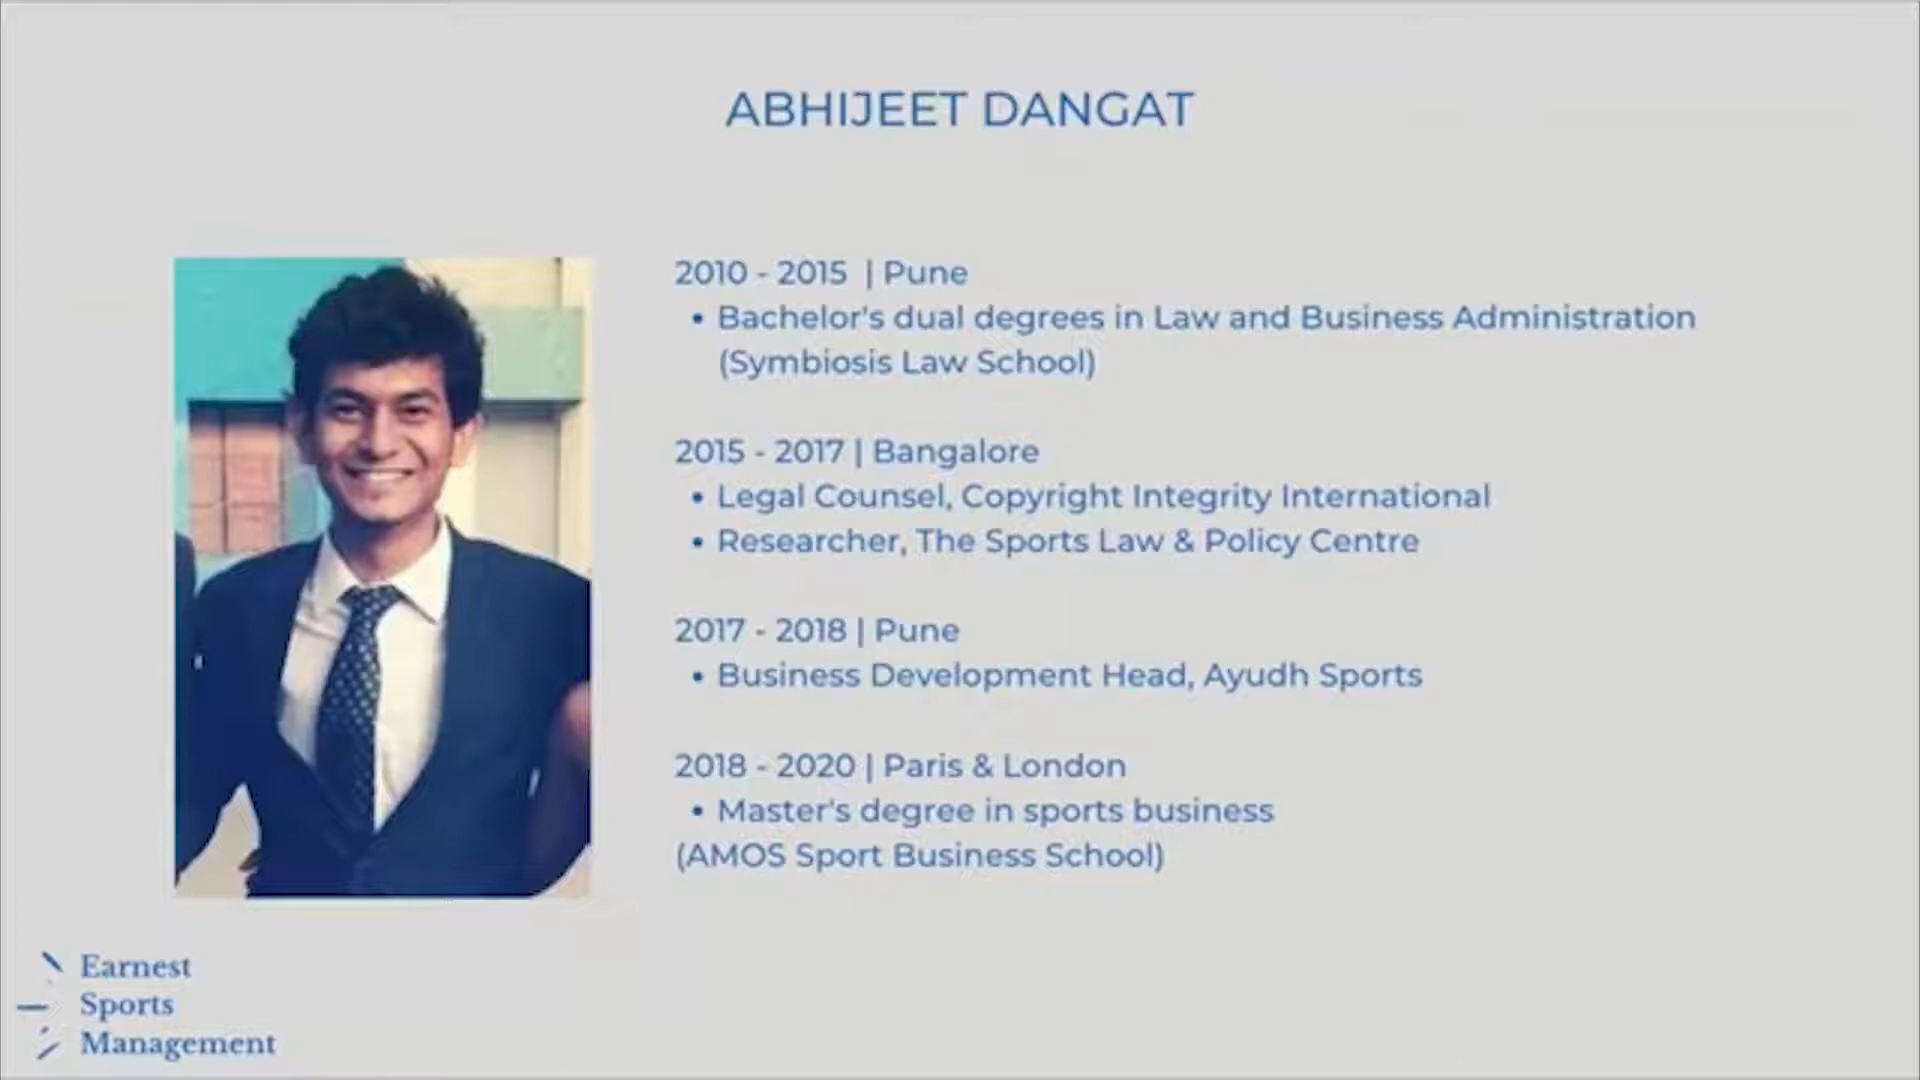 ABHIJEET DANGAT
2010 - 2015 | Pune
• Bachelor's dual degrees in Law and Business Administration
(Symbiosis Law School)
2015 - 2017 | Bangalore
• Legal Counsel, Copyright Integrity International
• Researcher, The Sports Law & Policy Centre
2017 - 2018 | Pune
• Business Development Head, Ayudh Sports
2018 - 2020 | Paris & London
• Master's degree in sports business
(AMOS Sport Business School)
Earnest
Sports
Management